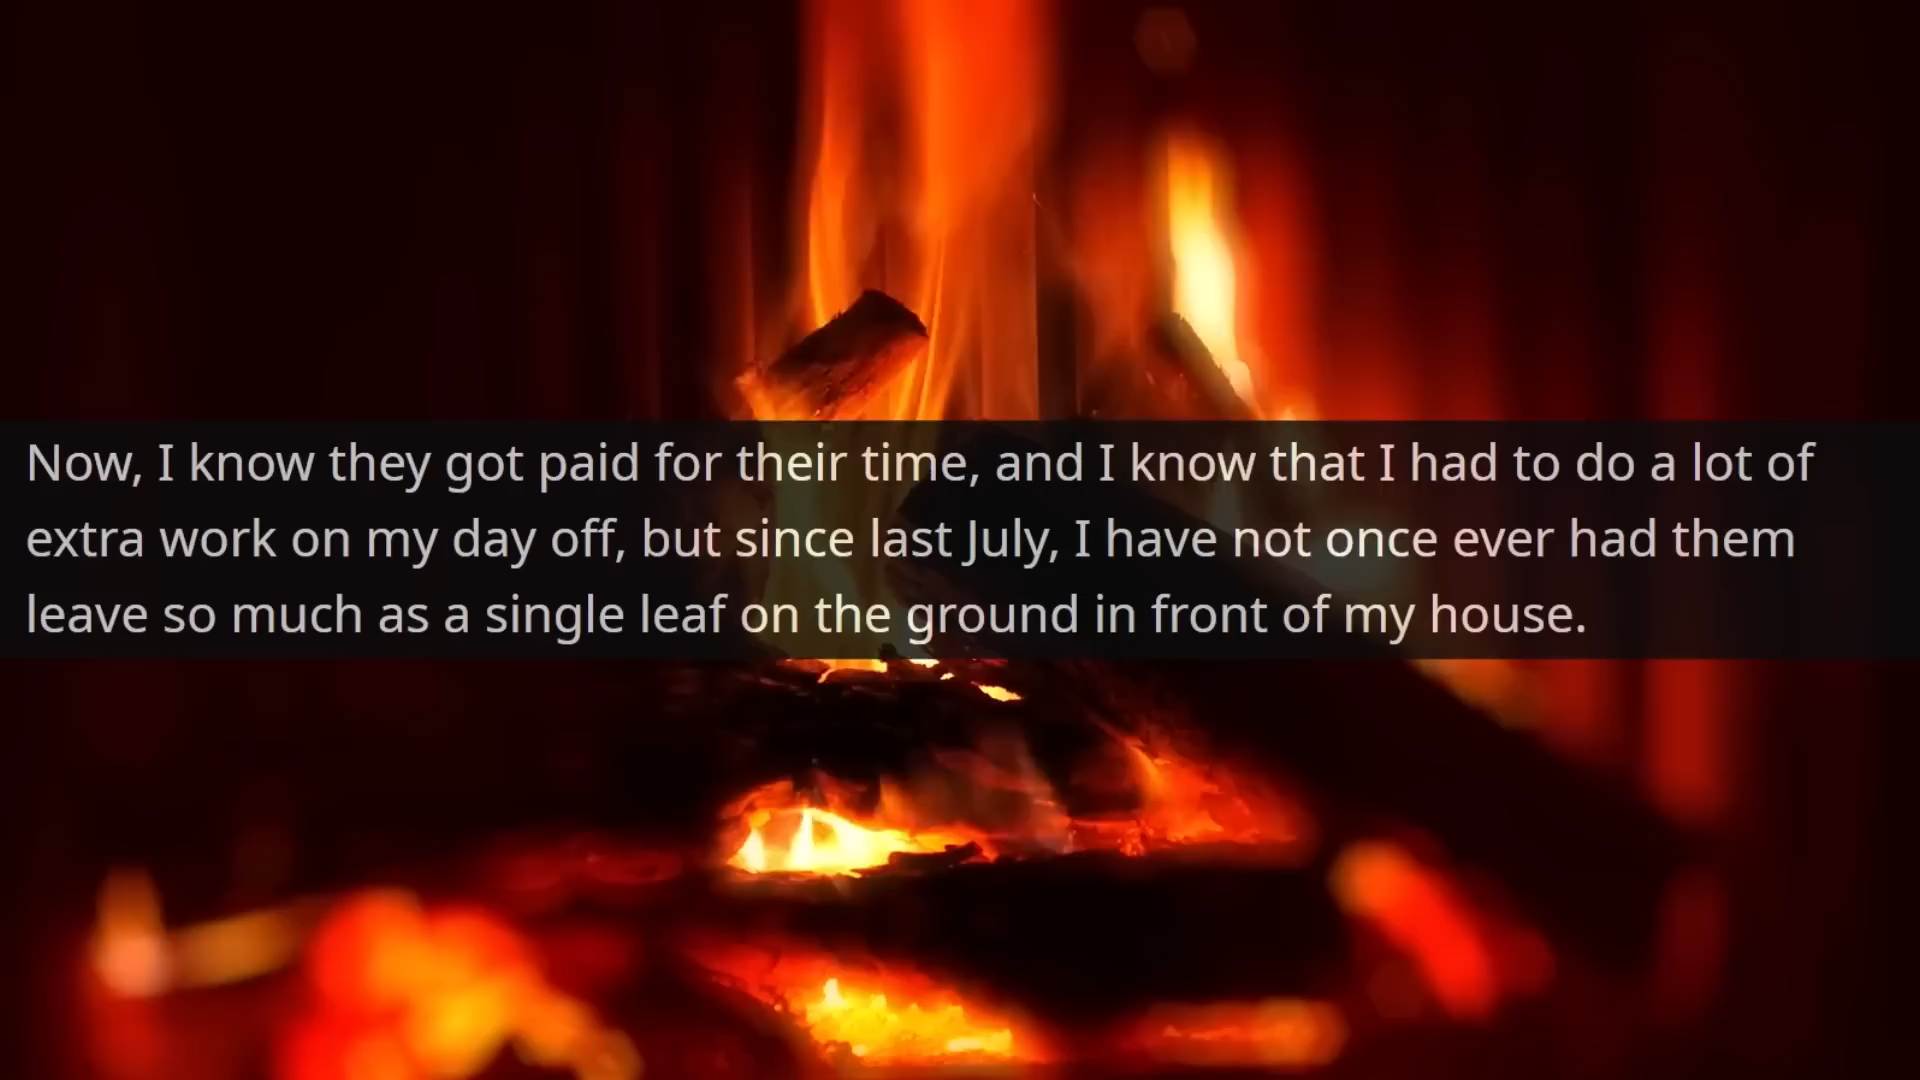 Now, I know they got paid for their time, and I know that I had to do a lot of
extra work on my day off, but since last July, I have not once ever had them
leave so much as a single leaf on the ground in front of my house.